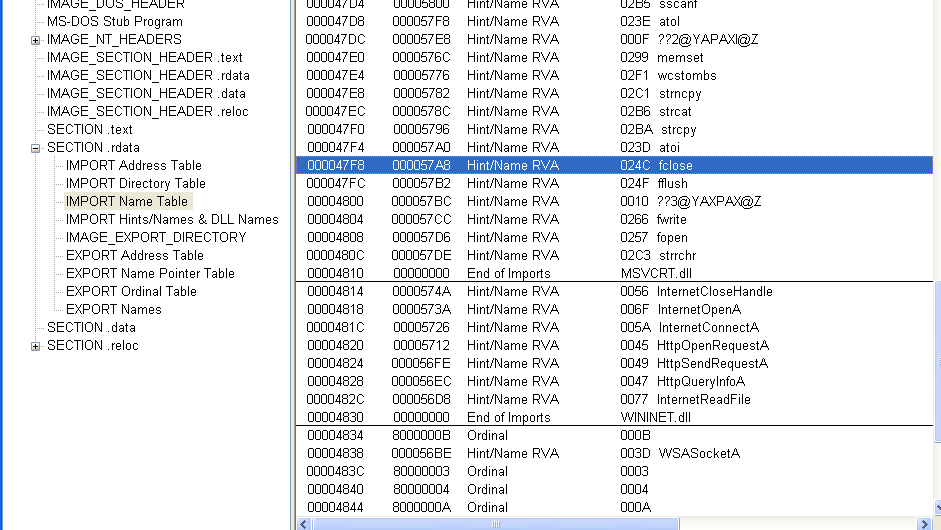 IMAGE_DOS_HEADER
MS-DOS Stub Program
IMAGE_NT_HEADERS
IMAGE_SECTION_HEADER .text
IMAGE_SECTION_HEADER .rdata
IMAGE_SECTION_HEADER .data
IMAGE_SECTION_HEADER .reloc
SECTION .text
SECTION .rdata
IMPORT Address Table
IMPORT Directory Table
IMPORT Name Table
IMPORT Hints/Names & DLL Names
IMAGE_EXPORT_DIRECTORY
EXPORT Address Table
EXPORT Name Pointer Table
EXPORT Ordinal Table
EXPORT Names
SECTION .data
SECTION .reloc
000047D4 00005800 Hint/Name RVA 02B5 sscanf
000047D8 000057F8 Hint/Name RVA 023E atol
000047DC 000057E8 Hint/Name RVA 000F ??2@YAPAXI@Z
000047E0 0000576C Hint/Name RVA 0299 memset
000047E4 00005776 Hint/Name RVA 02F1 wcstombs
000047E8 00005782 Hint/Name RVA 02C1 strncpy
000047EC 0000578C Hint/Name RVA 02B6 strcat
000047F0 00005796 Hint/Name RVA 02BA strcpy
000047F4 000057A0 Hint/Name RVA 023D atoi
000047F8 000057A8 Hint/Name RVA 024C fclose
000047FC 000057B2 Hint/Name RVA 024F fflush
00004800 000057BC Hint/Name RVA 0010 ??3@YAXPAX@Z
00004804 000057CC Hint/Name RVA 0266 fwrite
00004808 000057D6 Hint/Name RVA 0257 fopen
0000480C 000057DE Hint/Name RVA 02C3 strrchr
00004810 00000000 End of Imports MSVCRT.dll
00004814 0000574A Hint/Name RVA 0056 InternetCloseHandle
00004818 0000573A Hint/Name RVA 006F InternetOpenA
0000481C 00005726 Hint/Name RVA 005A InternetConnectA
00004820 00005712 Hint/Name RVA 0045 HttpOpenRequestA
00004824 000056FE Hint/Name RVA 0049 HttpSendRequestA
00004828 000056EC Hint/Name RVA 0047 HttpQueryInfoA
0000482C 000056D8 Hint/Name RVA 0077 InternetReadFile
00004830 00000000 End of Imports WININET.dll
00004834 8000000B Ordinal 000B
00004838 000056BE Hint/Name RVA 003D WSASocketA
0000483C 80000003 Ordinal 0003
00004840 80000004 Ordinal 0004
00004844 8000000A Ordinal 000A